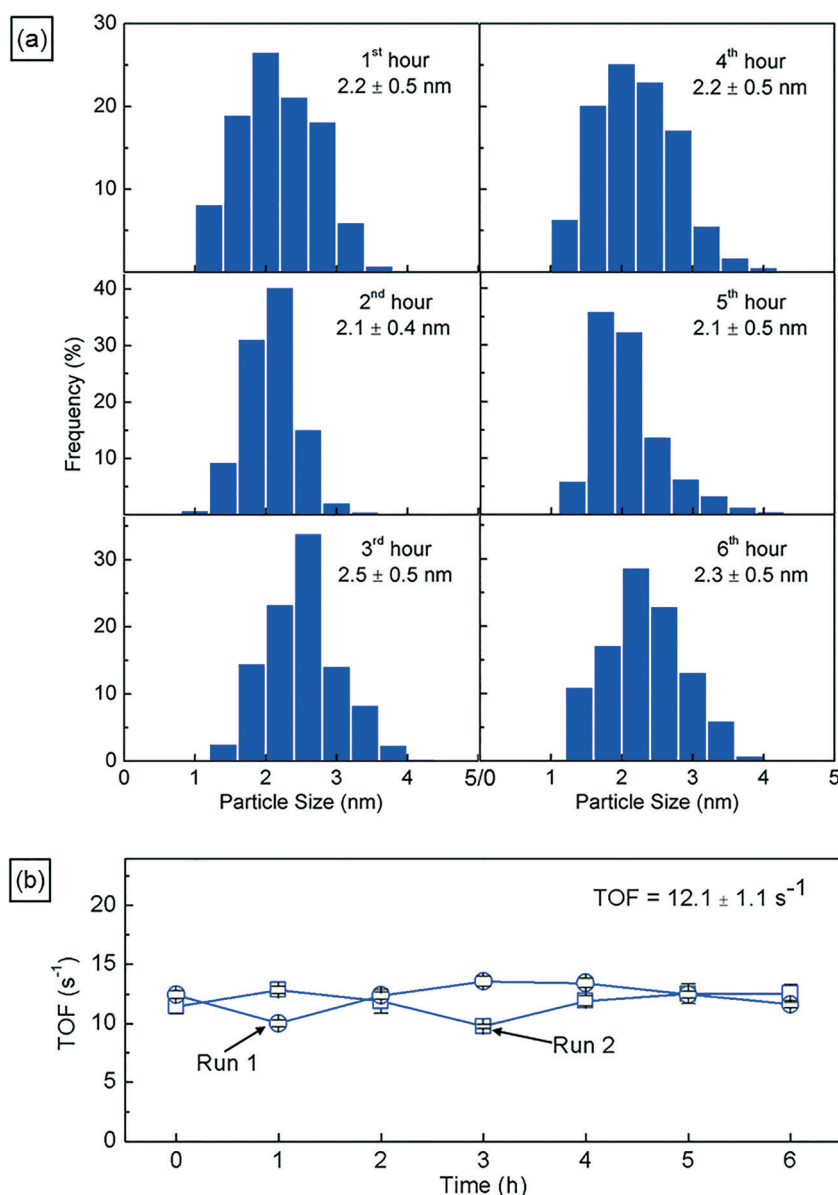 (a)
30
20
10
1st hour
2.2 ± 0.5 nm
4th hour
2.2 ± 0.5 nm
Frequency (%)
40
30
20
10
2nd hour
2.1 ± 0.4 nm
5th hour
2.1 ± 0.5 nm
30
20
10
0
3rd hour
2.5 ± 0.5 nm
6th hour
2.3 ± 0.5 nm
0 1 2 3 4 5/0 1 2 3 4 5
Particle Size (nm) Particle Size (nm)
(b)
TOF = 12.1 ± 1.1 s-1
TOF (s-1)
20
15
10
5
0
Run 1
Run 2
0 1 2 3 4 5 6
Time (h)